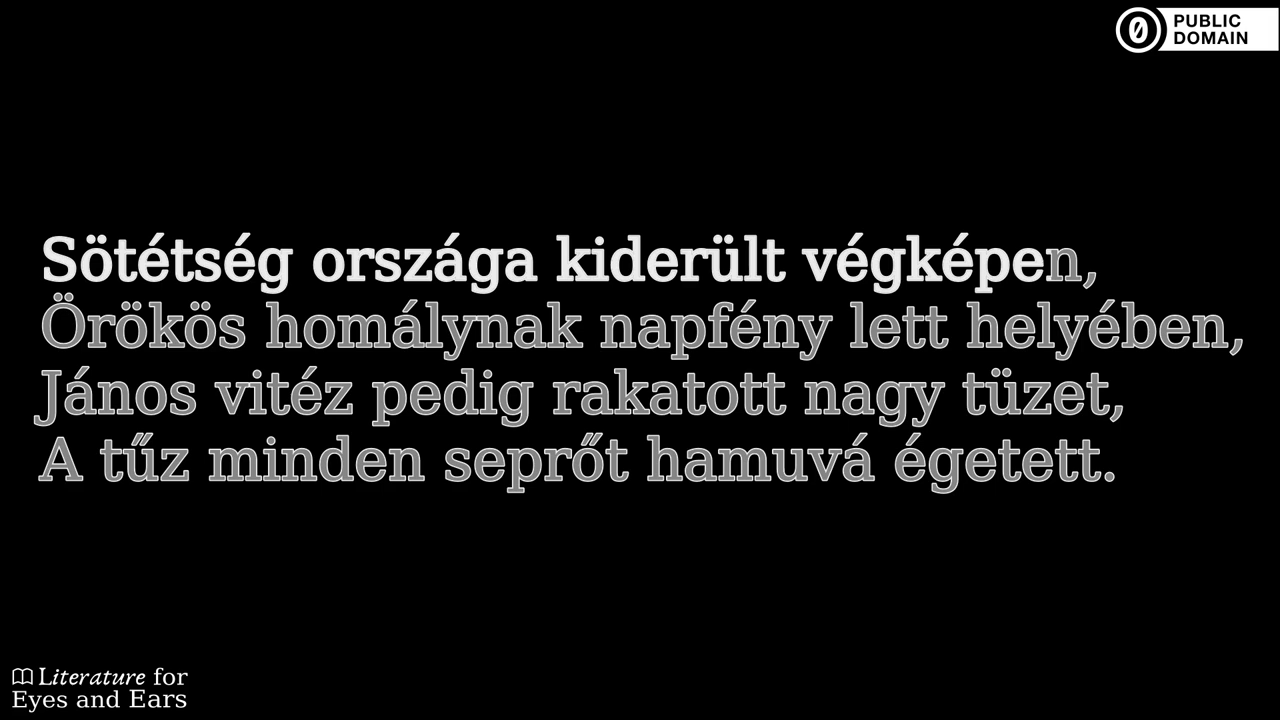 PUBLIC
DOMAIN
Sötétség országa kiderült végképen,
Örökös homálynak napfény lett helyében,
János vitéz pedig rakatott nagy tüzet,
A tűz minden seprőt hamuvá égetett.
Literature for
Eyes and Ears